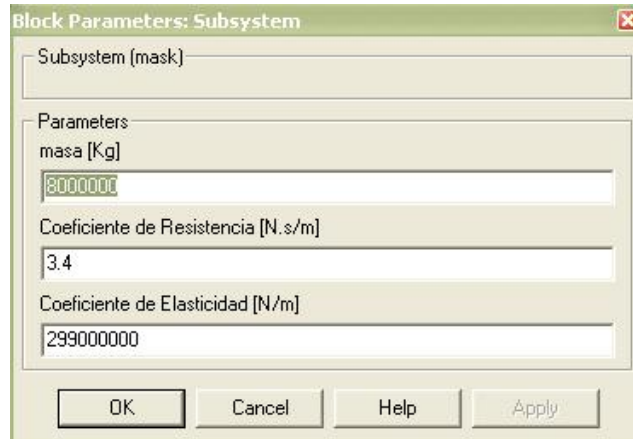 Block Parameters: Subsystem
Subsystem (mask)
Parameters
masa [Kg]
8000000
Coeficiente de Resistencia [N.s/m]
3.4
Coeficiente de Elasticidad [N/m]
299000000
OK Cancel Help Apply